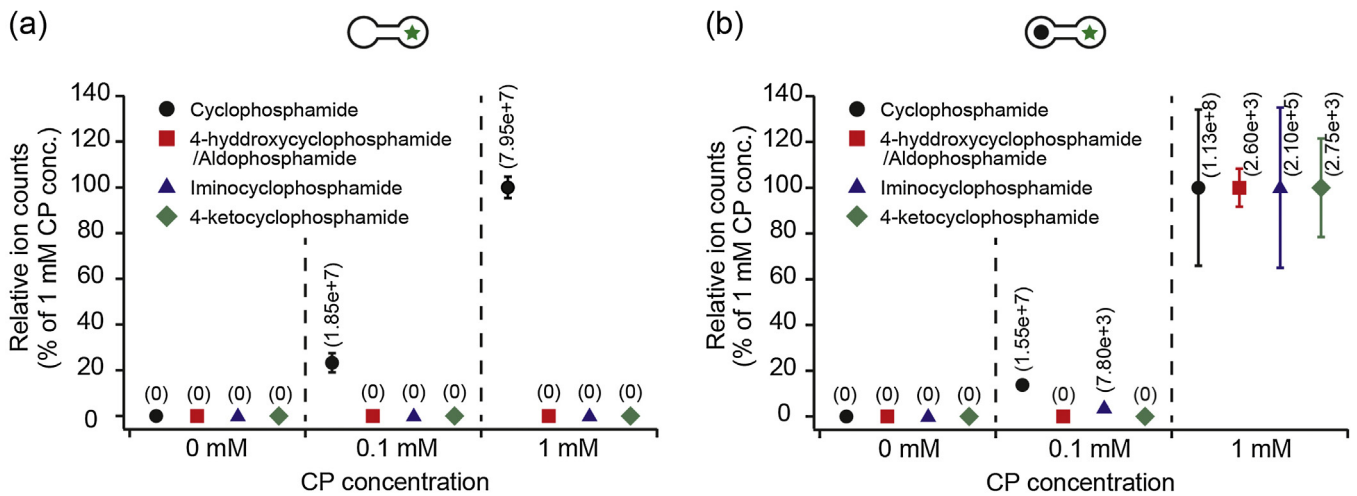 (a)
Relative ion counts
(% of 1 mM CP conc.)
140
120
100
80
60
40
20
0
Cyclophosphamide
4-hyddroxycyclophosphamide
/Aldophosphamide
Iminocyclophosphamide
4-ketocyclophosphamide
(0) (0) (0) (0)
(1.85e+7)
(0) (0) (0)
(7.95e+7)
(0) (0) (0)
0 mM 0.1 mM 1 mM
CP concentration
(b)
Relative ion counts
(% of 1 mM CP conc.)
140
120
100
80
60
40
20
0
Cyclophosphamide
4-hyddroxycyclophosphamide
/Aldophosphamide
Iminocyclophosphamide
4-ketocyclophosphamide
(0) (0) (0) (0)
(1.55e+7)
(0)
(7.80e+3)
(0)
(1.13e+8)
(2.60e+3)
(2.10e+5)
(2.75e+3)
0 mM 0.1 mM 1 mM
CP concentration